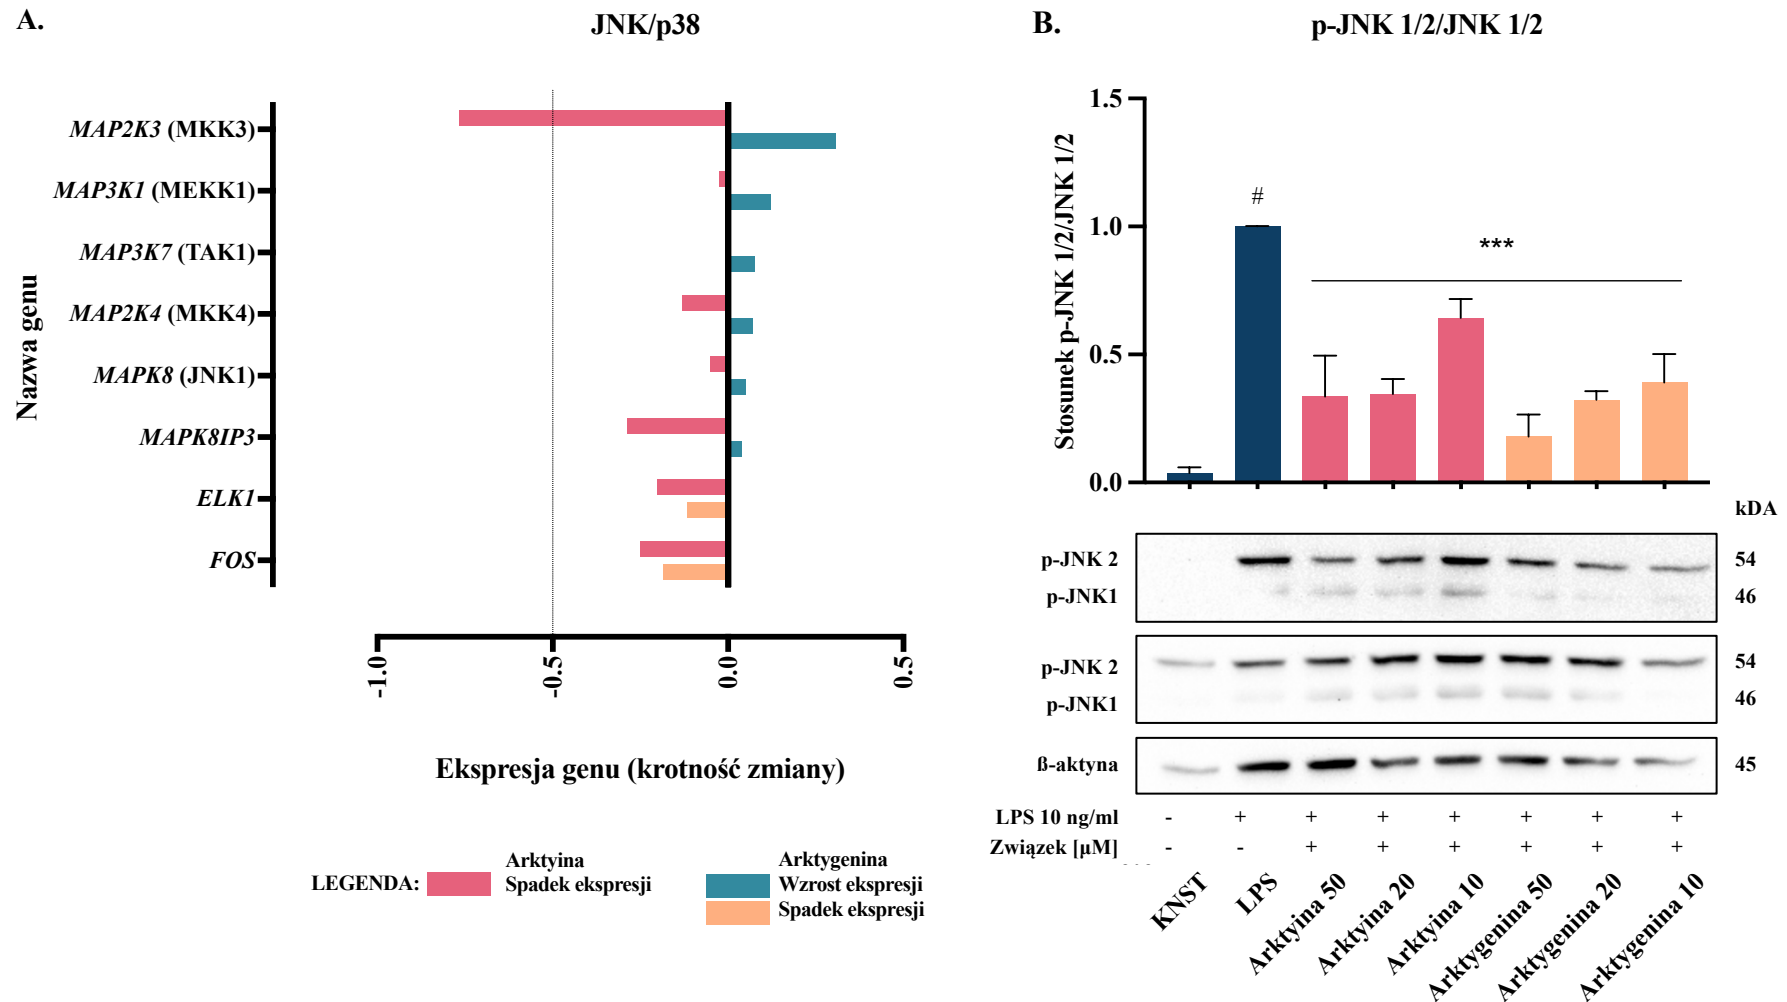 A.
JNK/p38
Nazwa genu
MAP2K3 (MKK3)
MAP3K1 (MEKK1)
MAP3K7 (TAK1)
MAP2K4 (MKK4)
MAPK8 (JNK1)
MAPK8IP3
ELK1
FOS
-1.0
-0.5
0.0
0.5
Ekspresja genu (krotność zmiany)
LEGENDA:
Arktyina
Spadek ekspresji
Arktygenina
Wzrost ekspresji
Spadek ekspresji
B.
p-JNK 1/2/JNK 1/2
Stosunek p-JNK 1/2/JNK 1/2
1.5
1.0
0.5
0.0
#
***
kDA
p-JNK 2 54
p-JNK1 46
p-JNK 2 54
p-JNK1 46
ß-aktyna 45
LPS 10 ng/ml - + + + + + + +
Związek [µM] - - + + + + + +
KNST
LPS
Arktyina 50
Arktyina 20
Arktyina 10
Arktygenina 50
Arktygenina 20
Arktygenina 10